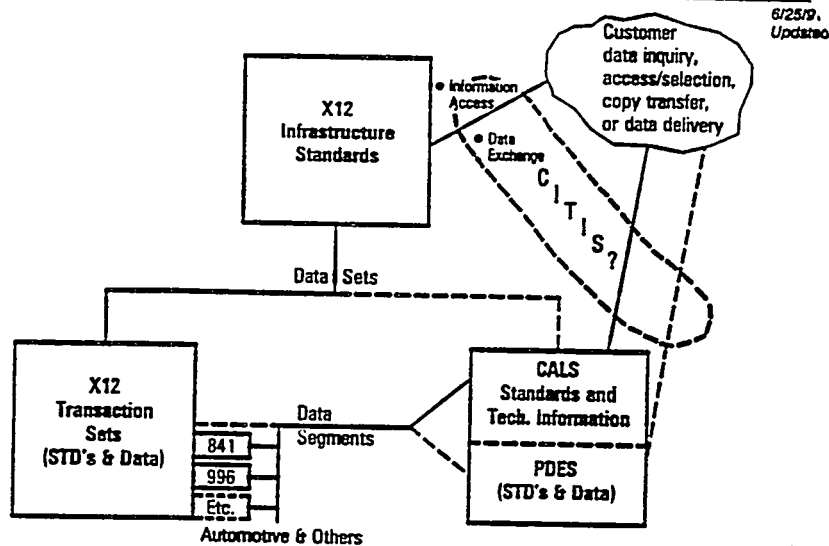 6/25/9
Updated
Customer
data inquiry,
access/selection,
copy transfer,
or data delivery
X12
Infrastructure
Standards
• Information
Access
• Data
Exchange
CITIS?
Data Sets
X12
Transaction
Sets
(STD's & Data)
841
996
Etc.
Automotive & Others
Data
Segments
CALS
Standards and
Tech. Information
PDES
(STD's & Data)